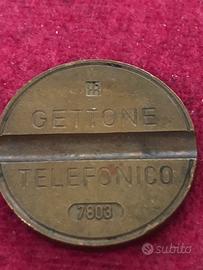 GETTONE
TELEFONICO
7803
subito